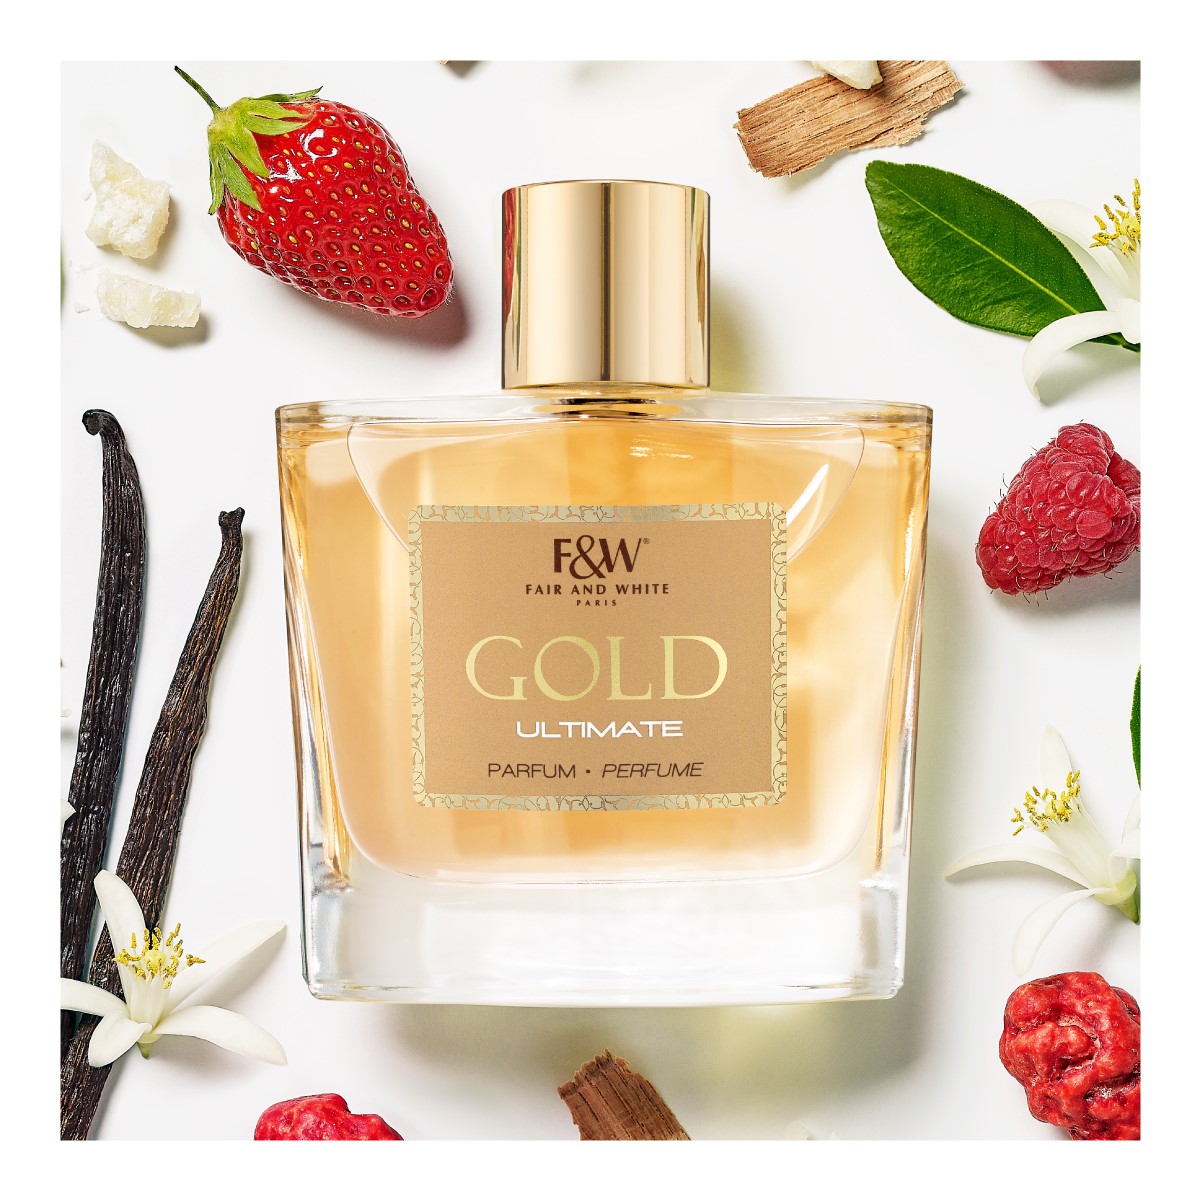 F&W®
FAIR AND WHITE
PARIS
GOLD
ULTIMATE
PARFUM • PERFUME